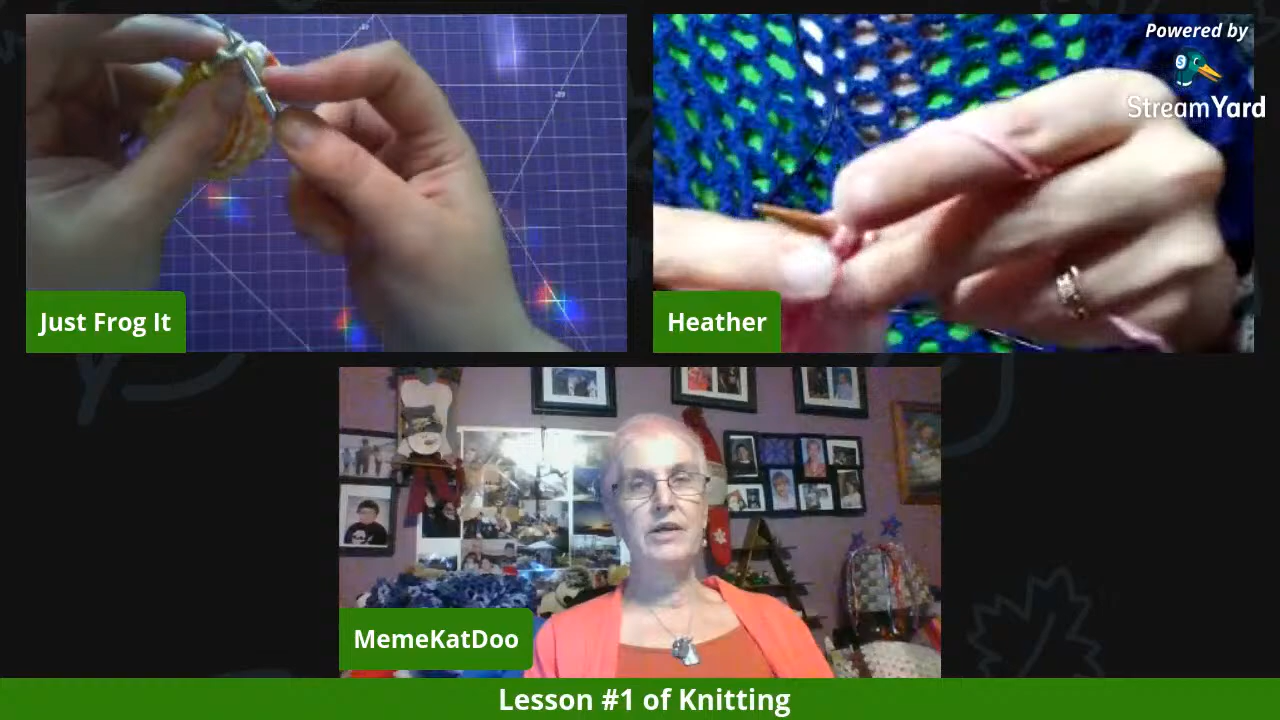 Powered by
StreamYard
Just Frog It
Heather
MemeKatDoo
Lesson #1 of Knitting